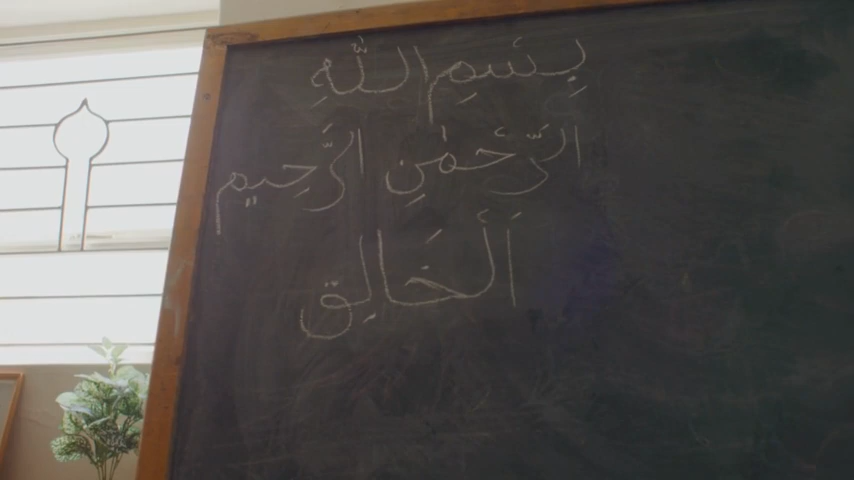 بِسْمِ اللَّهِ
الرَّحْمٰنِ الرَّحِيم
اَلْخَالِق